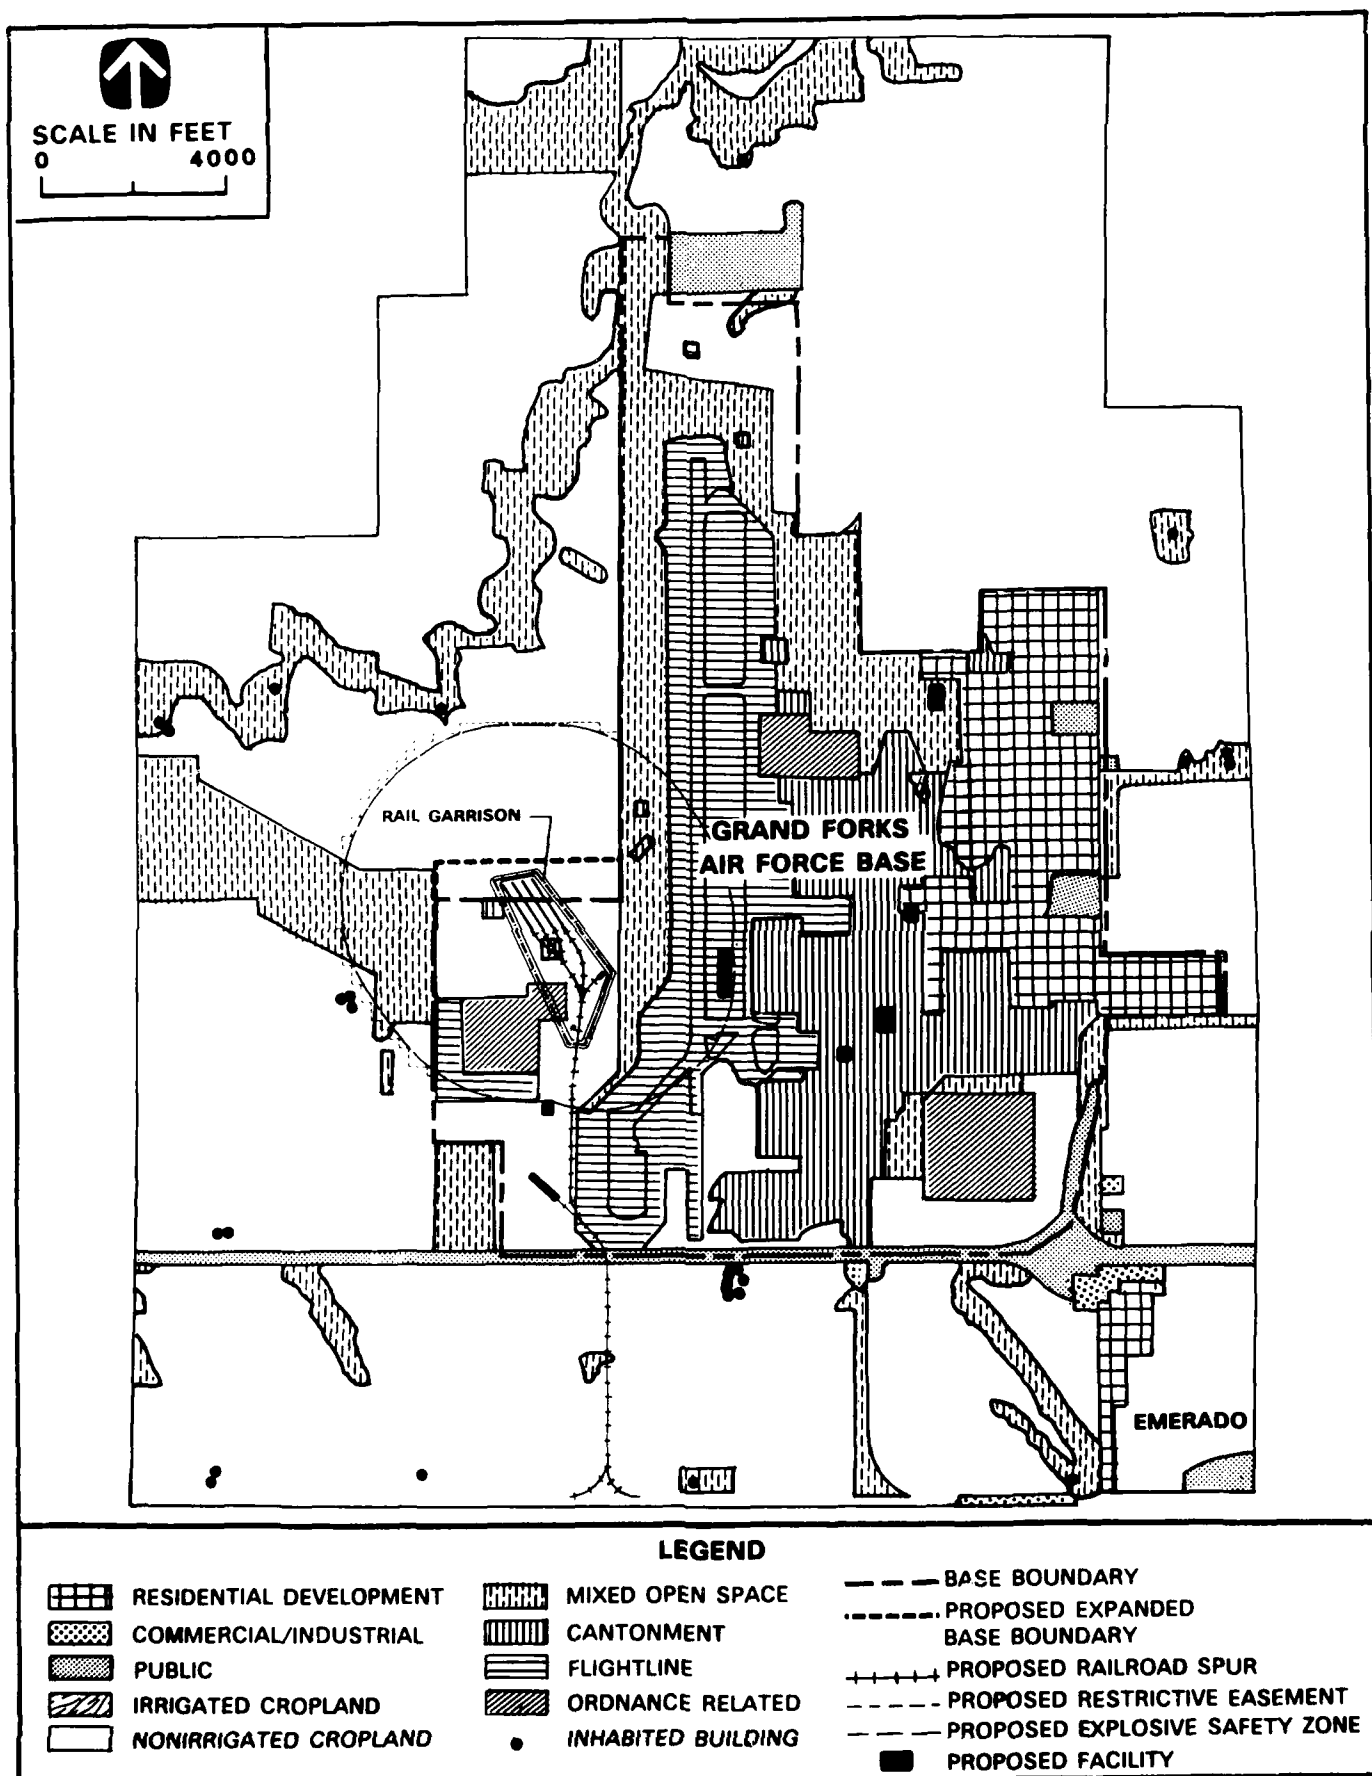 SCALE IN FEET
0 4000
RAIL GARRISON
GRAND FORKS
AIR FORCE BASE
EMERADO
LEGEND
RESIDENTIAL DEVELOPMENT
COMMERCIAL/INDUSTRIAL
PUBLIC
IRRIGATED CROPLAND
NONIRRIGATED CROPLAND
MIXED OPEN SPACE
CANTONMENT
FLIGHTLINE
ORDNANCE RELATED
INHABITED BUILDING
BASE BOUNDARY
PROPOSED EXPANDED
BASE BOUNDARY
PROPOSED RAILROAD SPUR
PROPOSED RESTRICTIVE EASEMENT
PROPOSED EXPLOSIVE SAFETY ZONE
PROPOSED FACILITY